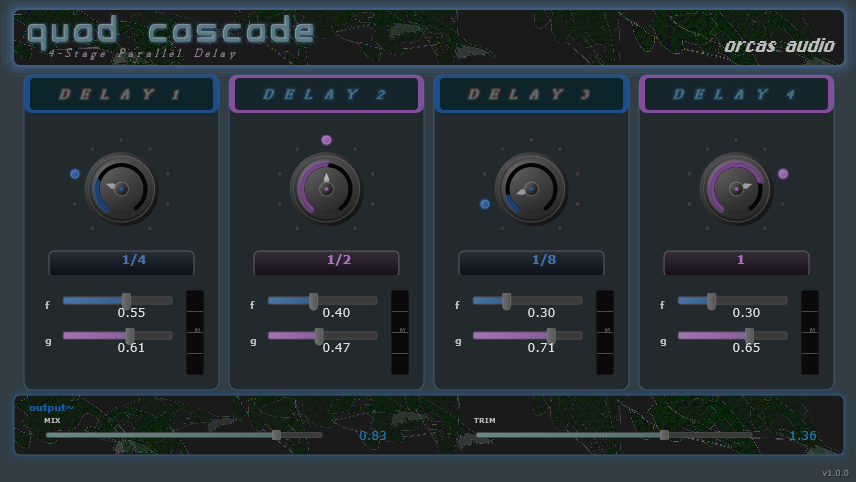 quad cascade
4-Stage Parallel Delay
orcas audio
DELAY 1
DELAY 2
DELAY 3
DELAY 4
1/4
1/2
1/8
1
f
0.55
g
0.61
M
f
0.40
g
0.47
M
f
0.30
g
0.71
M
f
0.30
g
0.65
M
output~
MIX
0.83
TRIM
1.36
v1.0.0